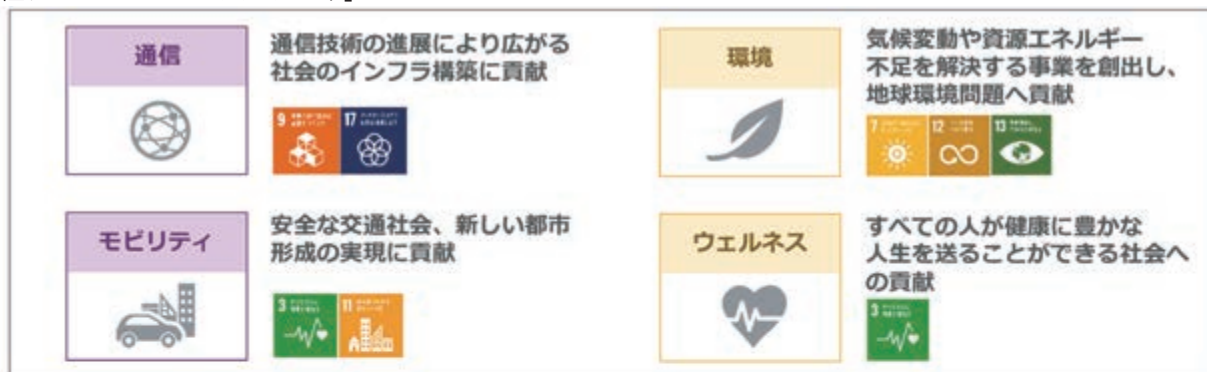 通信
通信技術の進展により広がる
社会のインフラ構築に貢献
9
17
環境
気候変動や資源エネルギー
不足を解決する事業を創出し、
地球環境問題へ貢献
7
12
13
モビリティ
安全な交通社会、新しい都市
形成の実現に貢献
3
11
ウェルネス
すべての人が健康に豊かな
人生を送ることができる社会へ
の貢献
3